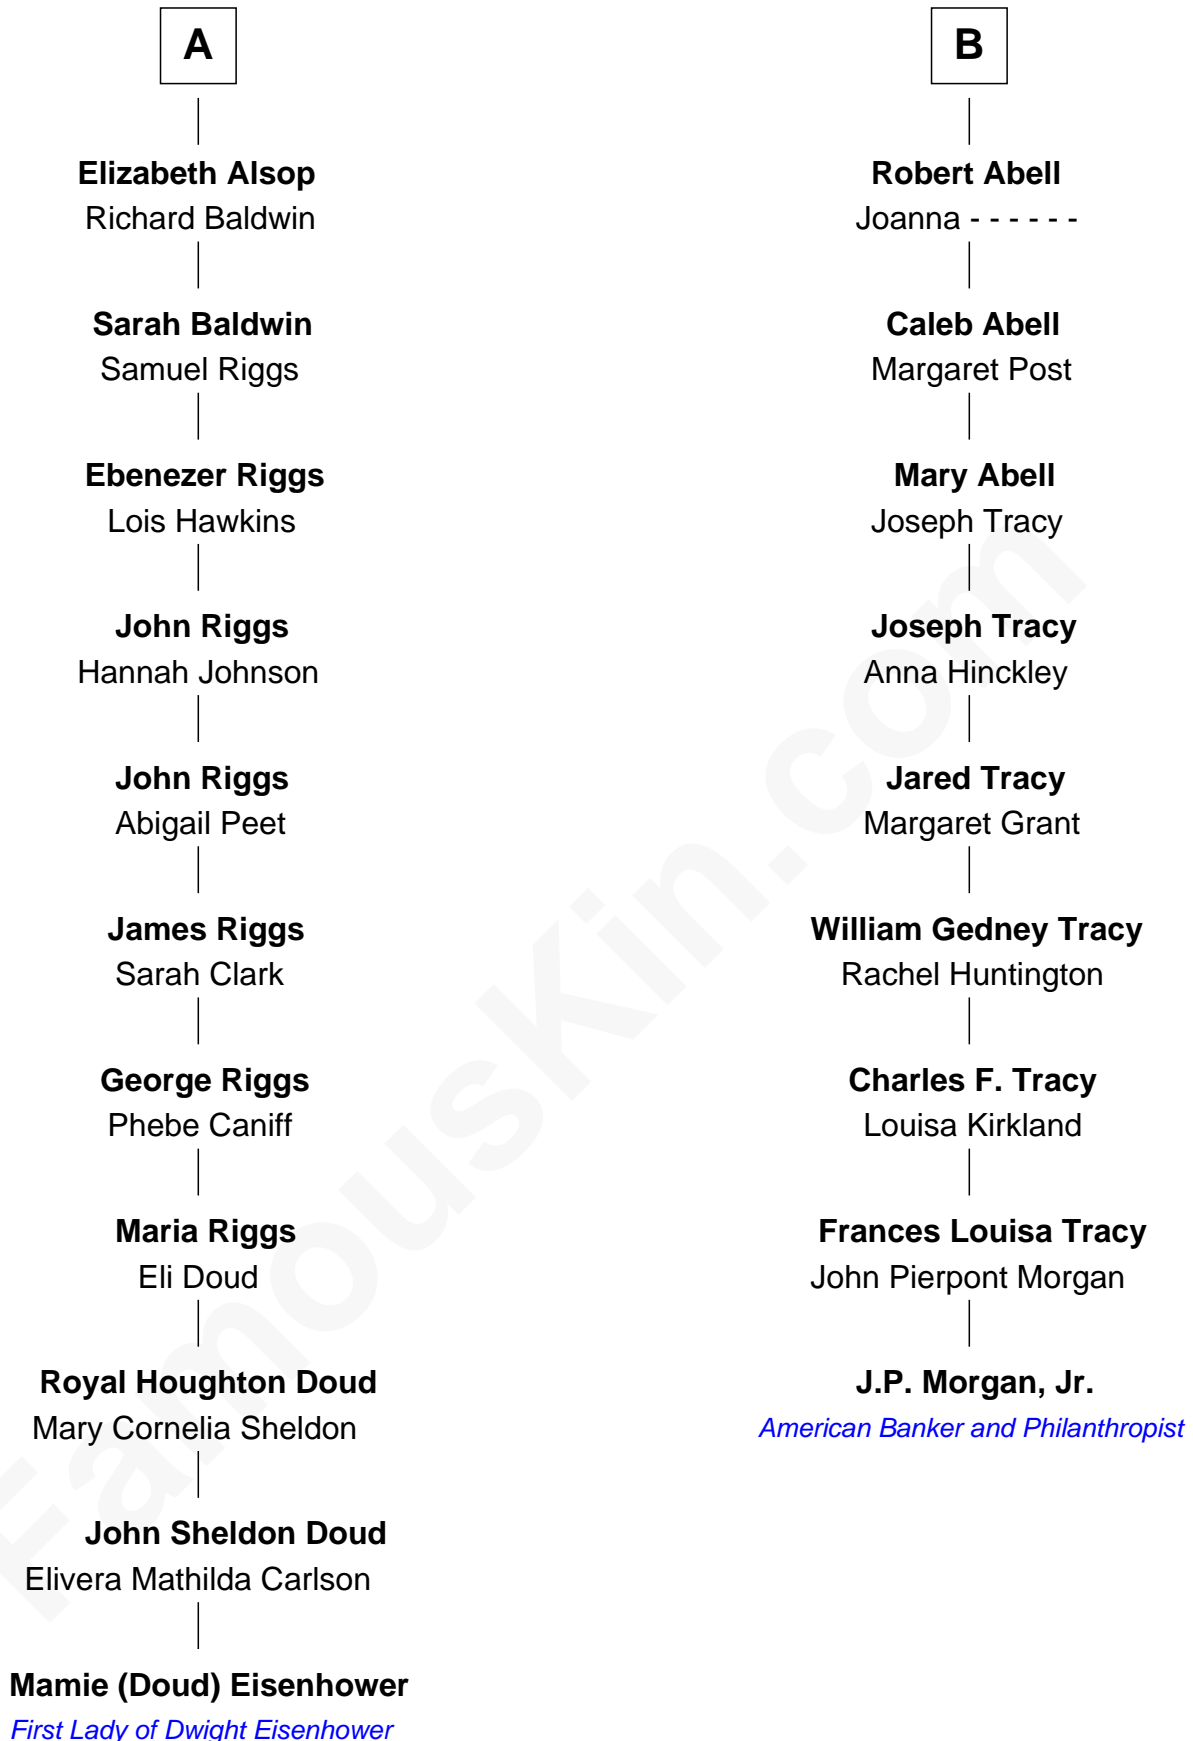 A
Elizabeth Alsop
Richard Baldwin
Sarah Baldwin
Samuel Riggs
Ebenezer Riggs
Lois Hawkins
John Riggs
Hannah Johnson
John Riggs
Abigail Peet
James Riggs
Sarah Clark
George Riggs
Phebe Caniff
Maria Riggs
Eli Doud
Royal Houghton Doud
Mary Cornelia Sheldon
John Sheldon Doud
Elivera Mathilda Carlson
Mamie (Doud) Eisenhower
First Lady of Dwight Eisenhower
B
Robert Abell
Joanna - - - - - -
Caleb Abell
Margaret Post
Mary Abell
Joseph Tracy
Joseph Tracy
Anna Hinckley
Jared Tracy
Margaret Grant
William Gedney Tracy
Rachel Huntington
Charles F. Tracy
Louisa Kirkland
Frances Louisa Tracy
John Pierpont Morgan
J.P. Morgan, Jr.
American Banker and Philanthropist
FamousKin.com